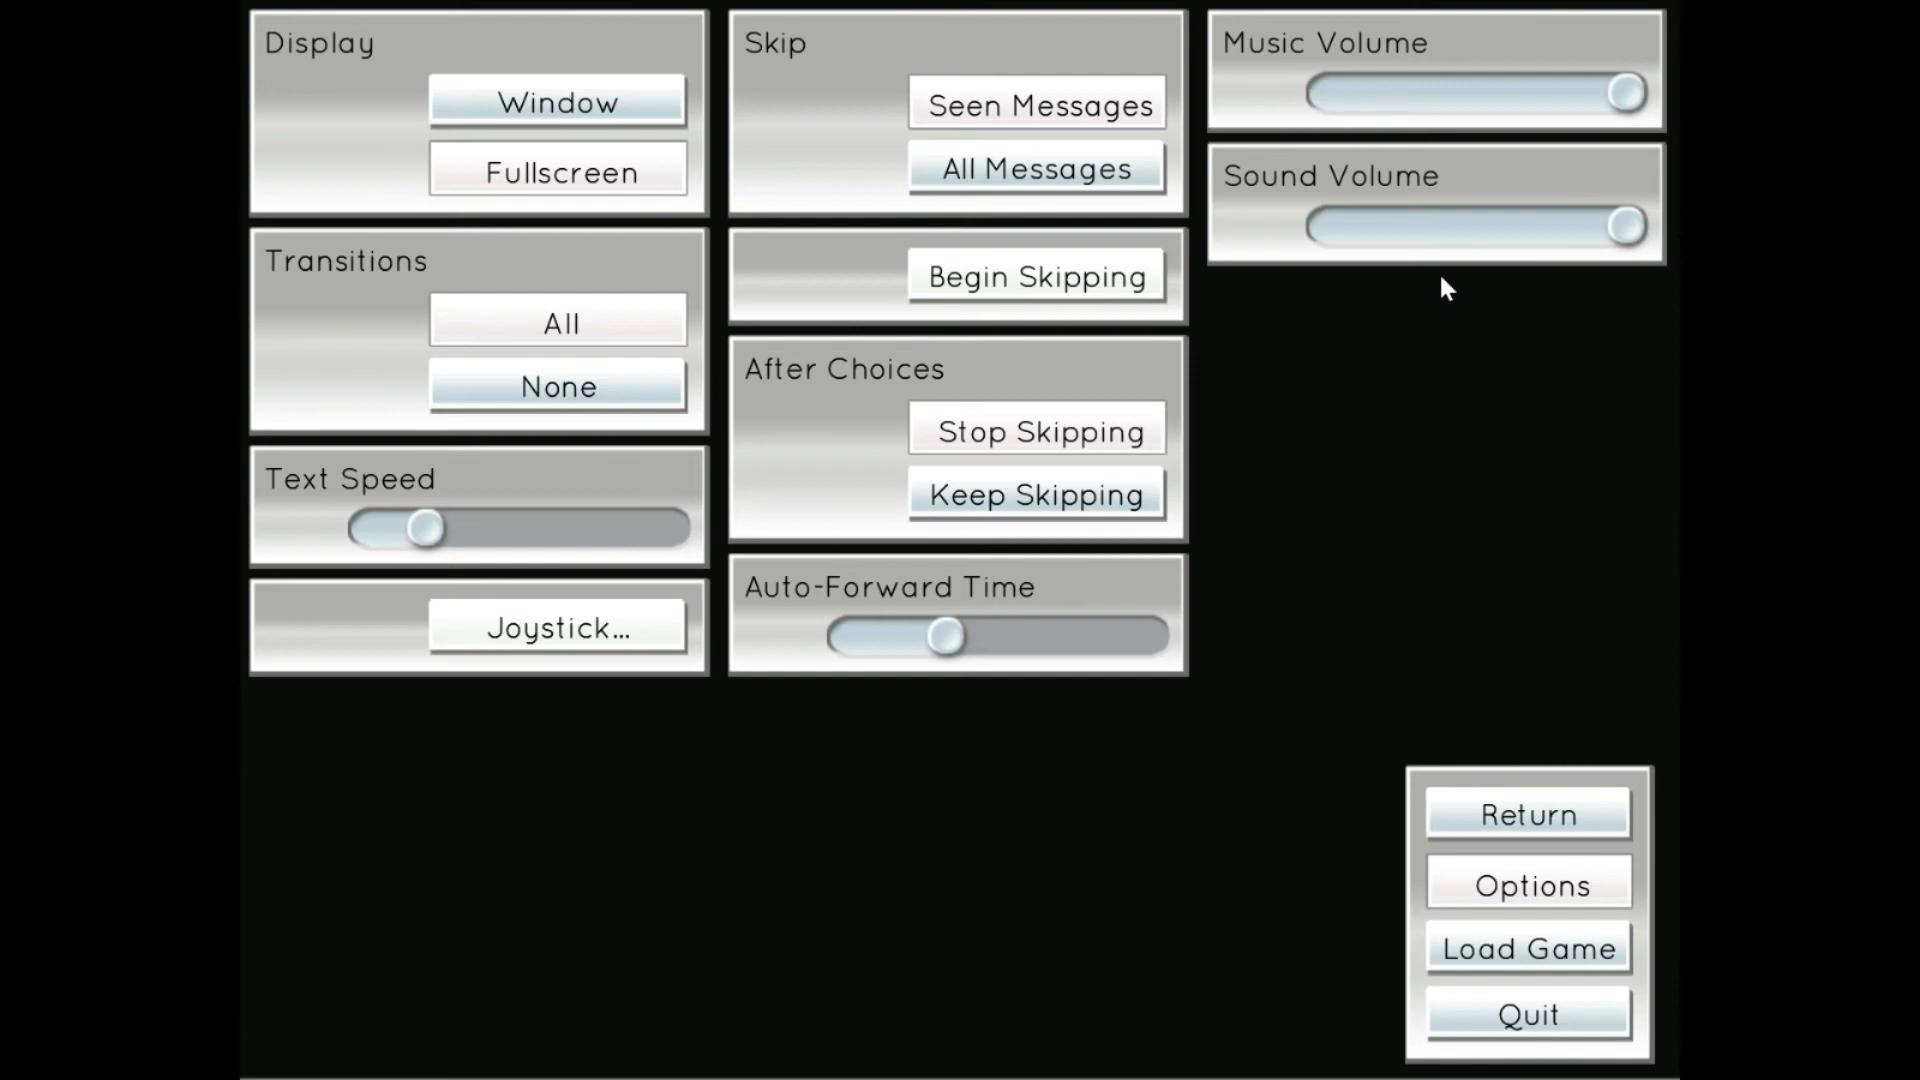 Display
Window
Fullscreen
Transitions
All
None
Text Speed
Joystick...
Skip
Seen Messages
All Messages
Begin Skipping
After Choices
Stop Skipping
Keep Skipping
Auto-Forward Time
Music Volume
Sound Volume
Return
Options
Load Game
Quit